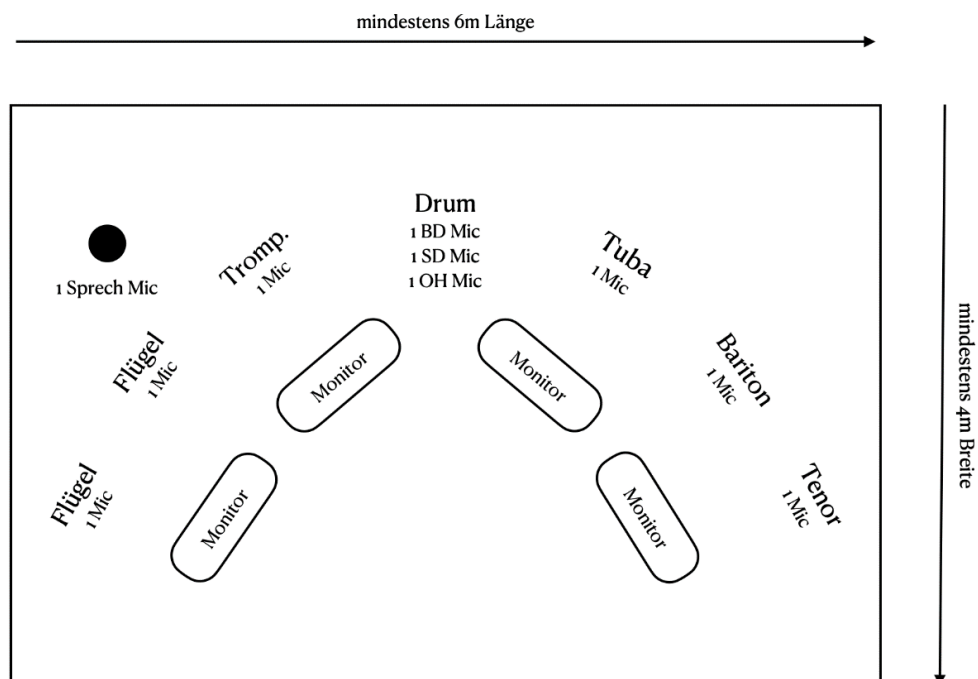 mindestens 6m Länge
Drum
1 BD Mic
1 SD Mic
1 OH Mic
1 Sprech Mic
Tromp.
1 Mic
Tuba
1 Mic
Flügel
1 Mic
Monitor
Monitor
Bariton
1 Mic
Flügel
1 Mic
Monitor
Monitor
Tenor
1 Mic
mindestens 4m Breite